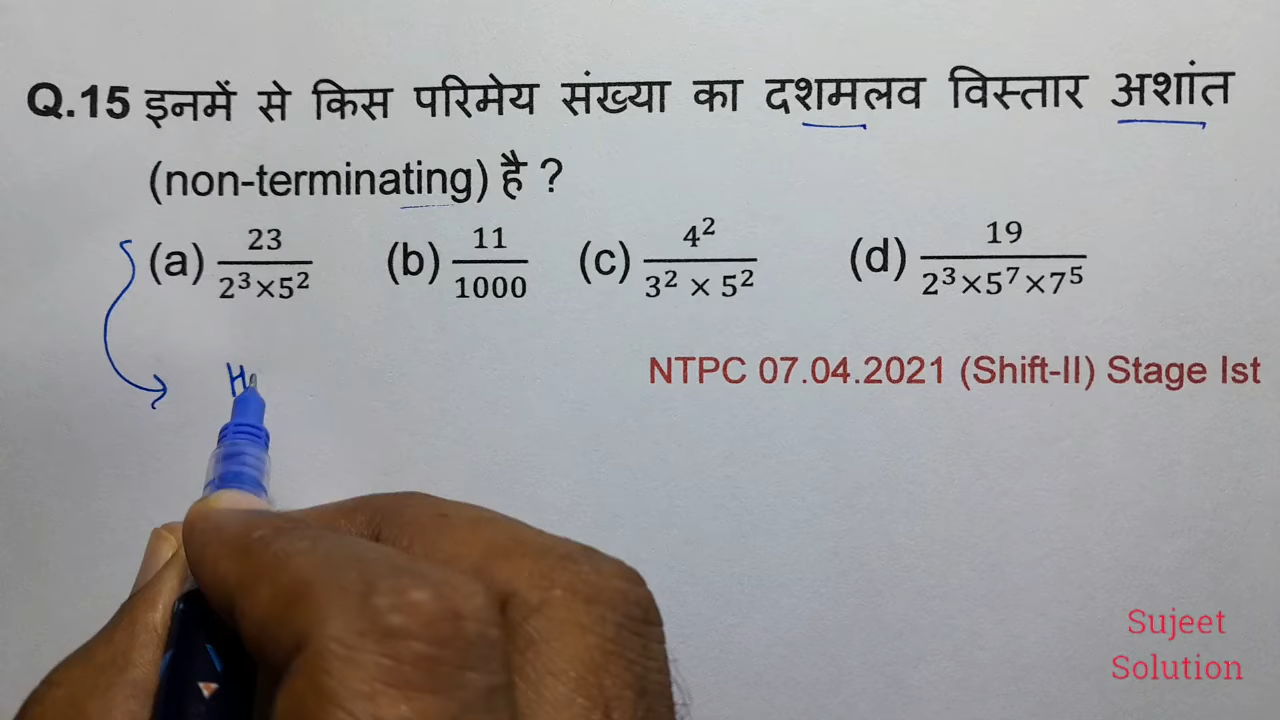 Q.15 इनमें से किस परिमेय संख्या का दशमलव विस्तार अशांत
(non-terminating) है ?
(a) 23/2³×5² (b) 11/1000 (c) 4²/3² × 5² (d) 19/2³×5⁷×7⁵
H
NTPC 07.04.2021 (Shift-II) Stage Ist
Sujeet
Solution